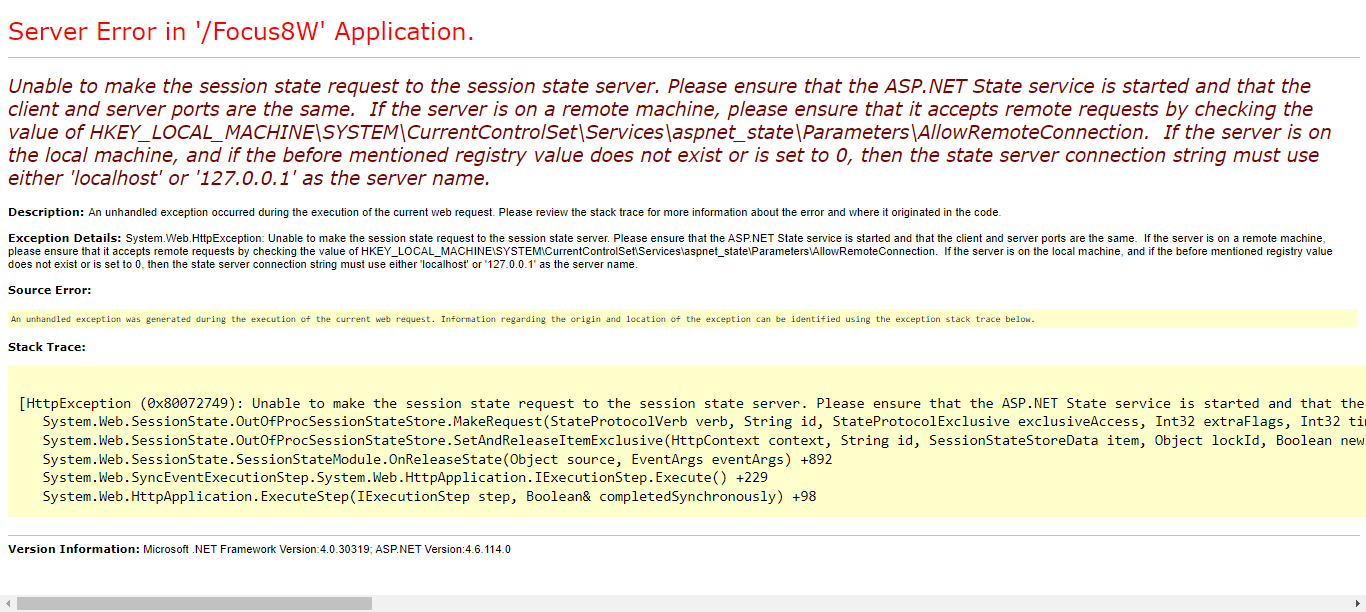 Server Error in '/Focus8W' Application.
Unable to make the session state request to the session state server. Please ensure that the ASP.NET State service is started and that the
client and server ports are the same.  If the server is on a remote machine, please ensure that it accepts remote requests by checking the
value of HKEY_LOCAL_MACHINE\SYSTEM\CurrentControlSet\Services\aspnet_state\Parameters\AllowRemoteConnection.  If the server is on
the local machine, and if the before mentioned registry value does not exist or is set to 0, then the state server connection string must use
either 'localhost' or '127.0.0.1' as the server name.
Description: An unhandled exception occurred during the execution of the current web request. Please review the stack trace for more information about the error and where it originated in the code.
Exception Details: System.Web.HttpException: Unable to make the session state request to the session state server. Please ensure that the ASP.NET State service is started and that the client and server ports are the same.  If the server is on a remote machine,
please ensure that it accepts remote requests by checking the value of HKEY_LOCAL_MACHINE\SYSTEM\CurrentControlSet\Services\aspnet_state\Parameters\AllowRemoteConnection.  If the server is on the local machine, and if the before mentioned registry value
does not exist or is set to 0, then the state server connection string must use either 'localhost' or '127.0.0.1' as the server name.
Source Error:
An unhandled exception was generated during the execution of the current web request. Information regarding the origin and location of the exception can be identified using the exception stack trace below.
Stack Trace:
[HttpException (0x80072749): Unable to make the session state request to the session state server. Please ensure that the ASP.NET State service is started and that the
System.Web.SessionState.OutOfProcSessionStateStore.MakeRequest(StateProtocolVerb verb, String id, StateProtocolExclusive exclusiveAccess, Int32 extraFlags, Int32 tim
System.Web.SessionState.OutOfProcSessionStateStore.SetAndReleaseItemExclusive(HttpContext context, String id, SessionStateStoreData item, Object lockId, Boolean new
System.Web.SessionState.SessionStateModule.OnReleaseState(Object source, EventArgs eventArgs) +892
System.Web.SyncEventExecutionStep.System.Web.HttpApplication.IExecutionStep.Execute() +229
System.Web.HttpApplication.ExecuteStep(IExecutionStep step, Boolean& completedSynchronously) +98
Version Information: Microsoft .NET Framework Version:4.0.30319; ASP.NET Version:4.6.114.0